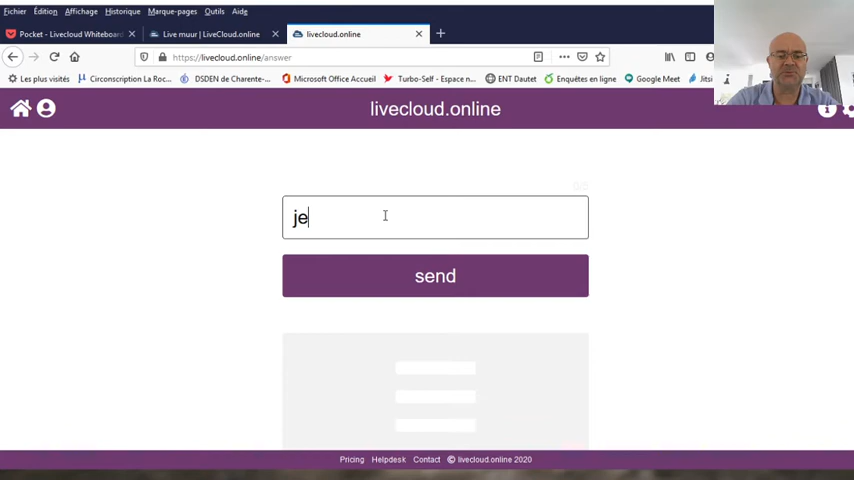 Fichier Édition Affichage Historique Marque-pages Outils Aide
Pocket - Livecloud Whiteboard Live muur | LiveCloud.online livecloud.online
https://livecloud.online/answer
Les plus visités Circonscription La Roc... DSDEN de Charente-... Microsoft Office Accueil Turbo-Self - Espace n... ENT Dautet Enquêtes en ligne Google Meet Jitsi
livecloud.online
je
send
Pricing Helpdesk Contact © livecloud.online 2020